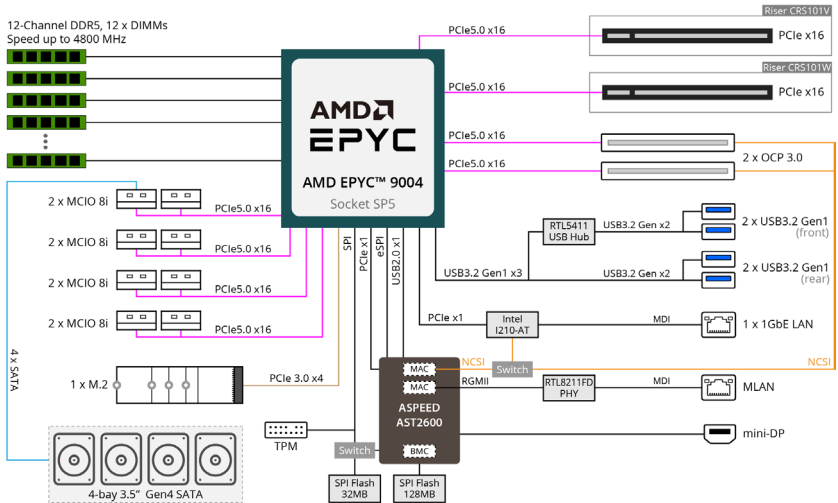 12-Channel DDR5, 12 x DIMMs
Speed up to 4800 MHz
Riser CRS101V
PCIe5.0 x16
PCIe x16
Riser CRS101W
PCIe5.0 x16
PCIe x16
AMD
EPYC
AMD EPYC™ 9004
Socket SP5
PCIe5.0 x16
PCIe5.0 x16
2 x OCP 3.0
2 x MCIO 8i
PCIe5.0 x16
2 x MCIO 8i
PCIe5.0 x16
2 x MCIO 8i
PCIe5.0 x16
2 x MCIO 8i
PCIe5.0 x16
SPI
PCIe x1
eSPI
USB2.0 x1
RTL5411
USB Hub
USB3.2 Gen x2
2 x USB3.2 Gen1
(front)
USB3.2 Gen1 x3
USB3.2 Gen x2
2 x USB3.2 Gen1
(rear)
PCIe x1
Intel
I210-AT
MDI
1 x 1GbE LAN
4 x SATA
1 x M.2
PCIe 3.0 x4
MAC
NCSI
Switch
NCSI
MAC
RGMII
RTL8211FD
PHY
MDI
MLAN
ASPEED
AST2600
TPM
mini-DP
Switch
BMC
4-bay 3.5" Gen4 SATA
SPI Flash
32MB
SPI Flash
128MB